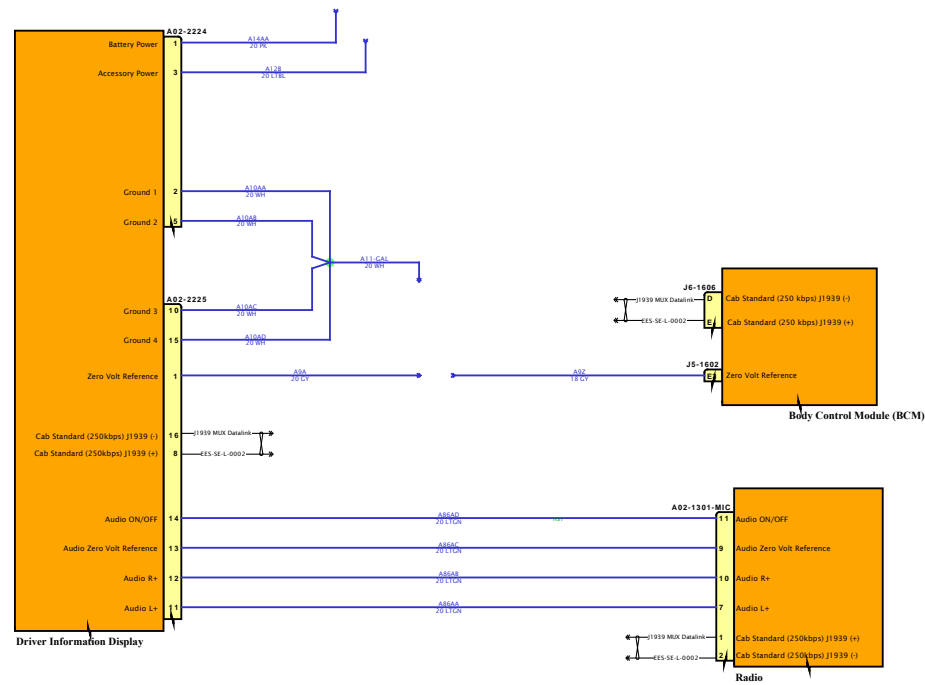 A02-2224
Battery Power 1 A14AA
20 PK
Accessory Power 3 A12B
20 LTBL
Ground 1 2 A10AA
20 WH
Ground 2 5 A10AB
20 WH
A11-GAL
20 WH
A02-2225
Ground 3 10 A10AC
20 WH
Ground 4 15 A10AD
20 WH
Zero Volt Reference 1 A9A
20 GY
Cab Standard (250kbps) J1939 (-) 16 J1939 MUX Datalink
Cab Standard (250kbps) J1939 (+) 8 EES-SE-L-0002
Audio ON/OFF 14 A86AD
20 LTGN
Audio Zero Volt Reference 13 A86AC
20 LTGN
Audio R+ 12 A86AB
20 LTGN
Audio L+ 11 A86AA
20 LTGN
Driver Information Display
J6-1606
J1939 MUX Datalink D Cab Standard (250 kbps) J1939 (-)
EES-SE-L-0002 E Cab Standard (250 kbps) J1939 (+)
J5-1602
A9Z
18 GY
Zero Volt Reference
Body Control Module (BCM)
A02-1301-MIC
11 Audio ON/OFF
9 Audio Zero Volt Reference
10 Audio R+
7 Audio L+
J1939 MUX Datalink 1 Cab Standard (250kbps) J1939 (+)
EES-SE-L-0002 2 Cab Standard (250kbps) J1939 (-)
Radio